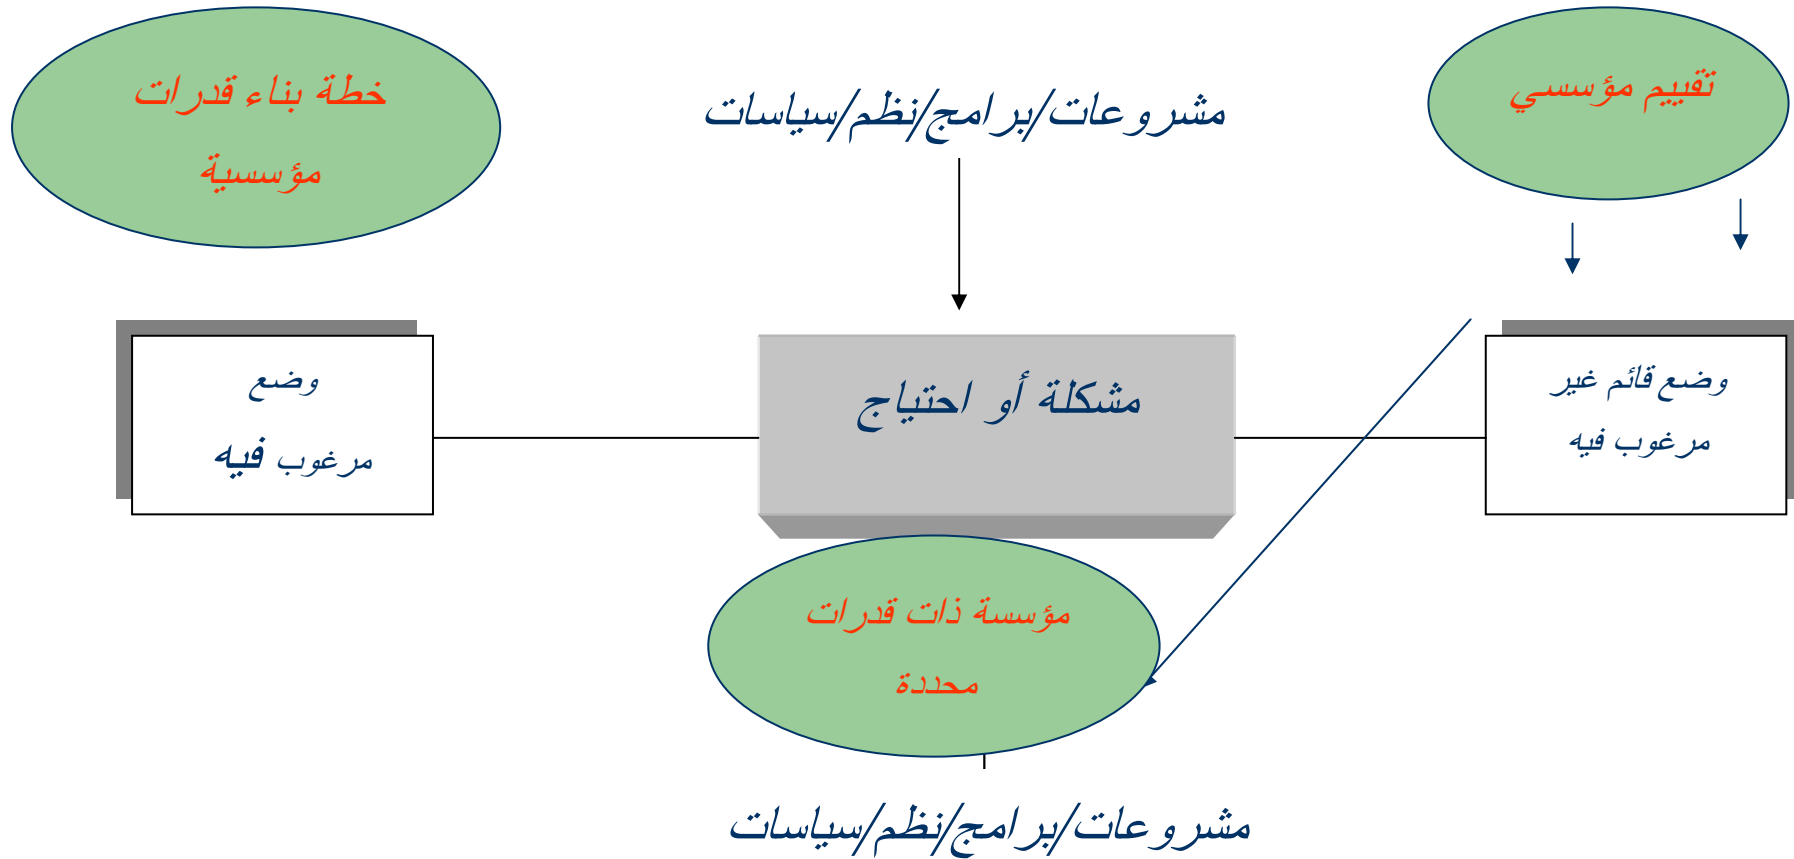 تقييم مؤسسي
مشروعات/برامج/نظم/سياسات
خطة بناء قدرات
مؤسسية
وضع قائم غير
مرغوب فيه
مشكلة أو احتياج
وضع
مرغوب فيه
مؤسسة ذات قدرات
محددة
مشروعات/برامج/نظم/سياسات